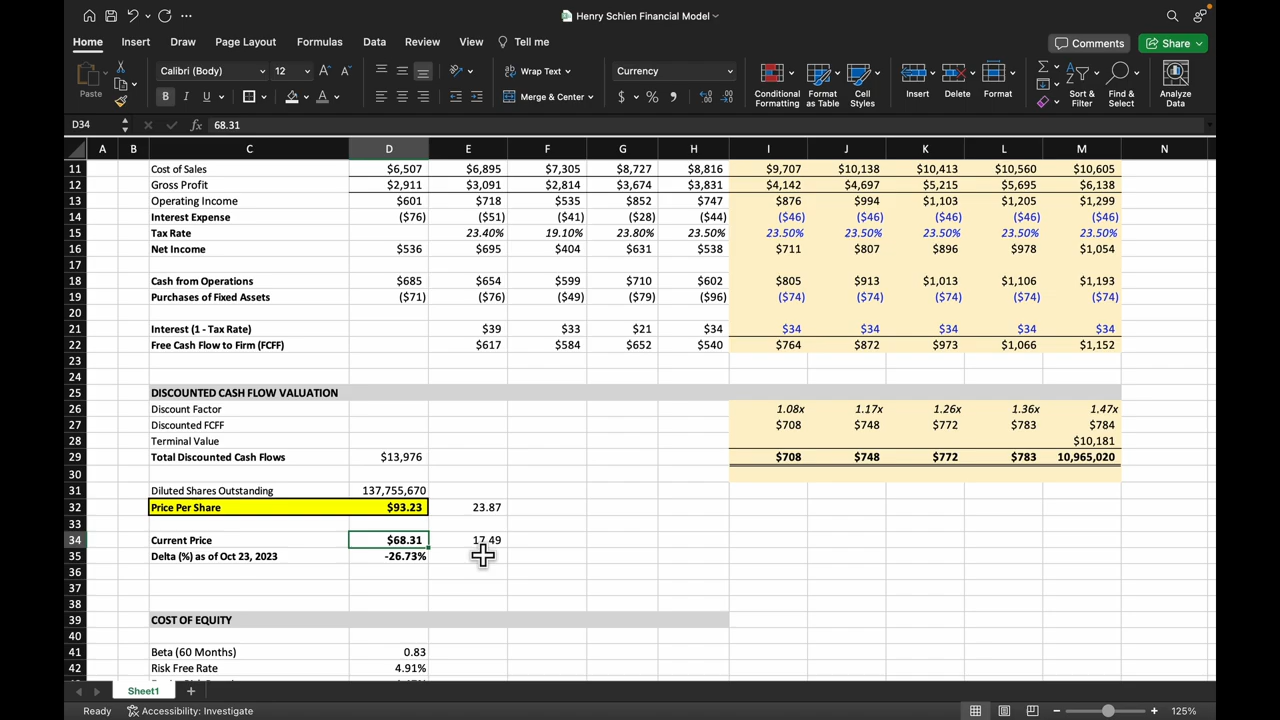 Henry Schien Financial Model
Home Insert Draw Page Layout Formulas Data Review View Tell me Comments Share
Paste Calibri (Body) 12 A A Wrap Text Currency Conditional Formatting Format as Table Cell Styles Insert Delete Format Sort & Filter Find & Select Analyze Data
B I U A Merge & Center $ %
D34 fx 68.31
A B C D E F G H I J K L M N
11 Cost of Sales $6,507 $6,895 $7,305 $8,727 $8,816 $9,707 $10,138 $10,413 $10,560 $10,605
12 Gross Profit $2,911 $3,091 $2,814 $3,674 $3,831 $4,142 $4,697 $5,215 $5,695 $6,138
13 Operating Income $601 $718 $535 $852 $747 $876 $994 $1,103 $1,205 $1,299
14 Interest Expense ($76) ($51) ($41) ($28) ($44) ($46) ($46) ($46) ($46) ($46)
15 Tax Rate 23.40% 19.10% 23.80% 23.50% 23.50% 23.50% 23.50% 23.50% 23.50%
16 Net Income $536 $695 $404 $631 $538 $711 $807 $896 $978 $1,054
17
18 Cash from Operations $685 $654 $599 $710 $602 $805 $913 $1,013 $1,106 $1,193
19 Purchases of Fixed Assets ($71) ($76) ($49) ($79) ($96) ($74) ($74) ($74) ($74) ($74)
20
21 Interest (1 - Tax Rate) $39 $33 $21 $34 $34 $34 $34 $34 $34
22 Free Cash Flow to Firm (FCFF) $617 $584 $652 $540 $764 $872 $973 $1,066 $1,152
23
24
25 DISCOUNTED CASH FLOW VALUATION
26 Discount Factor 1.08x 1.17x 1.26x 1.36x 1.47x
27 Discounted FCFF $708 $748 $772 $783 $784
28 Terminal Value $10,181
29 Total Discounted Cash Flows $13,976 $708 $748 $772 $783 10,965,020
30
31 Diluted Shares Outstanding 137,755,670
32 Price Per Share $93.23 23.87
33
34 Current Price $68.31 17.49
35 Delta (%) as of Oct 23, 2023 -26.73%
36
37
38
39 COST OF EQUITY
40
41 Beta (60 Months) 0.83
42 Risk Free Rate 4.91%
Sheet1
Ready Accessibility: Investigate 125%